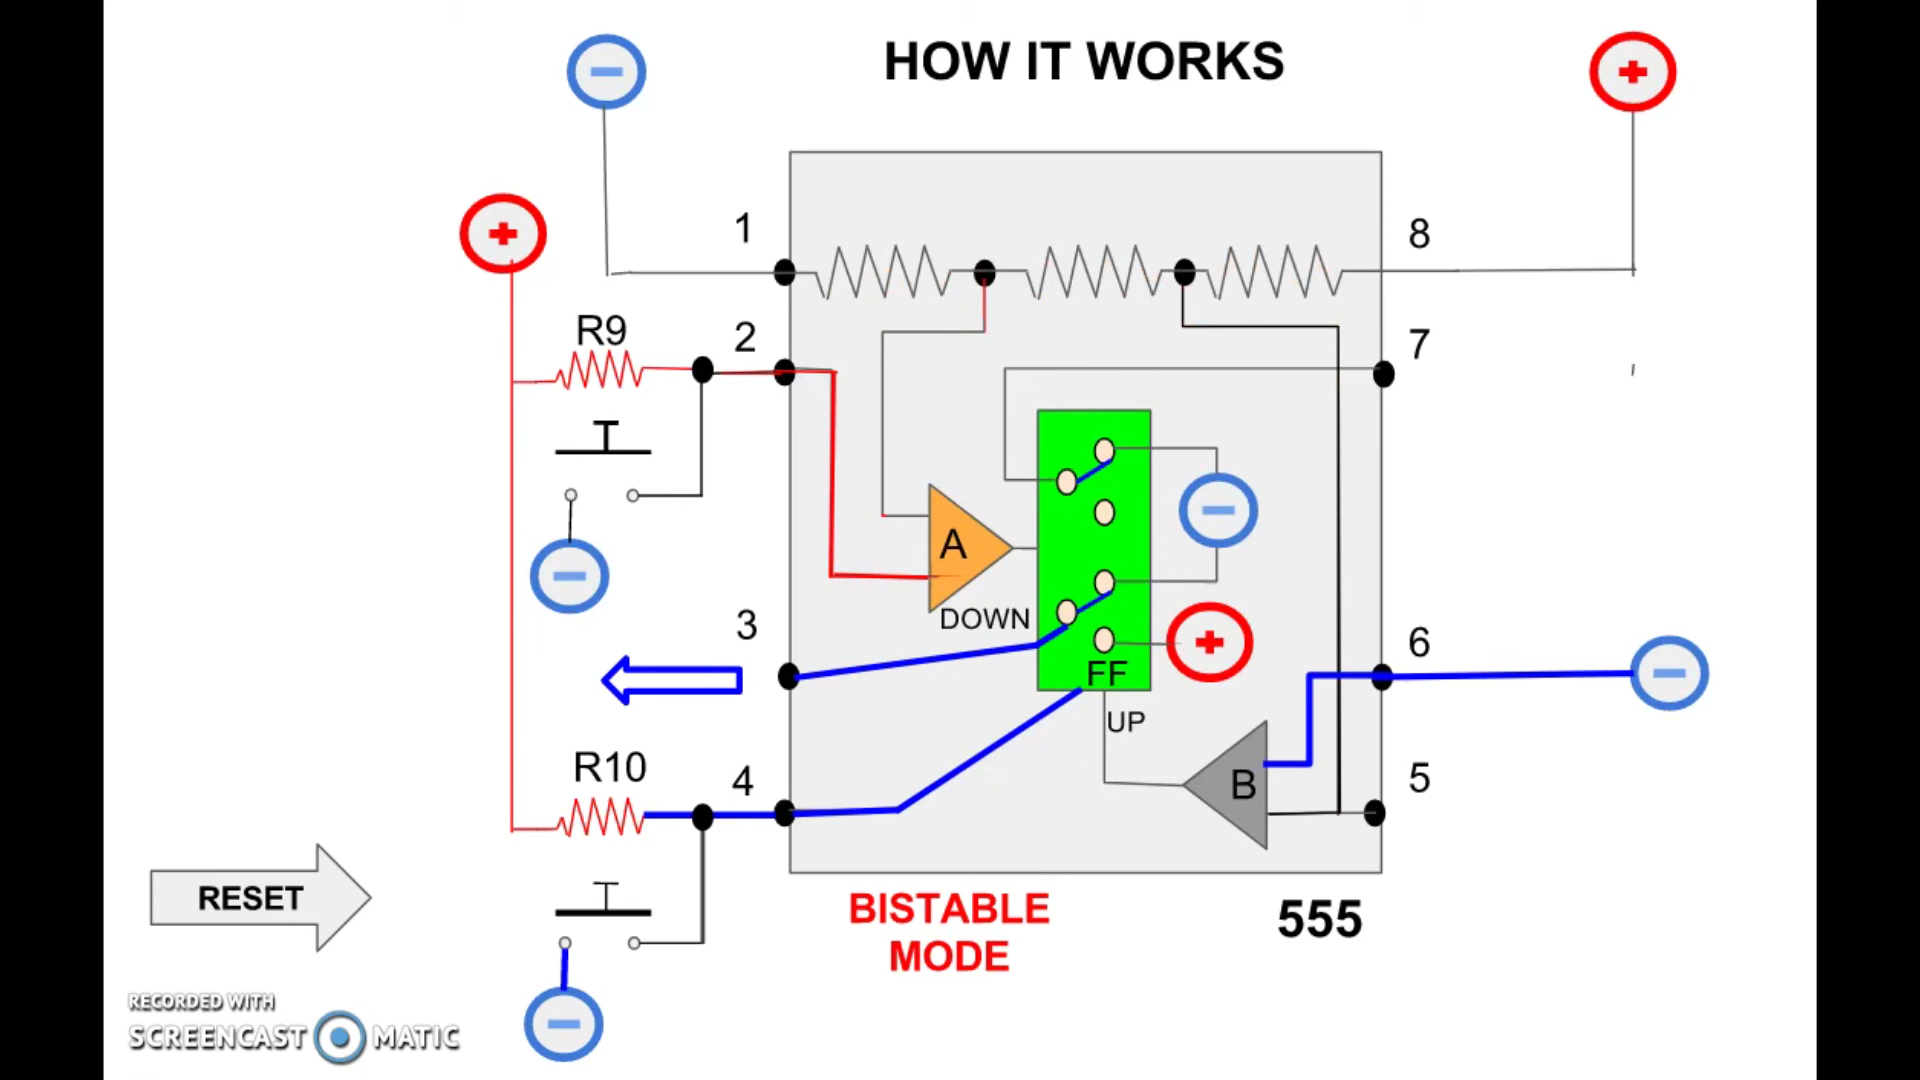 HOW IT WORKS
1
8
R9
2
7
T
A
3
DOWN
6
FF
UP
R10
4
B
5
RESET
BISTABLE
MODE
555
RECORDED WITH
SCREENCAST MATIC